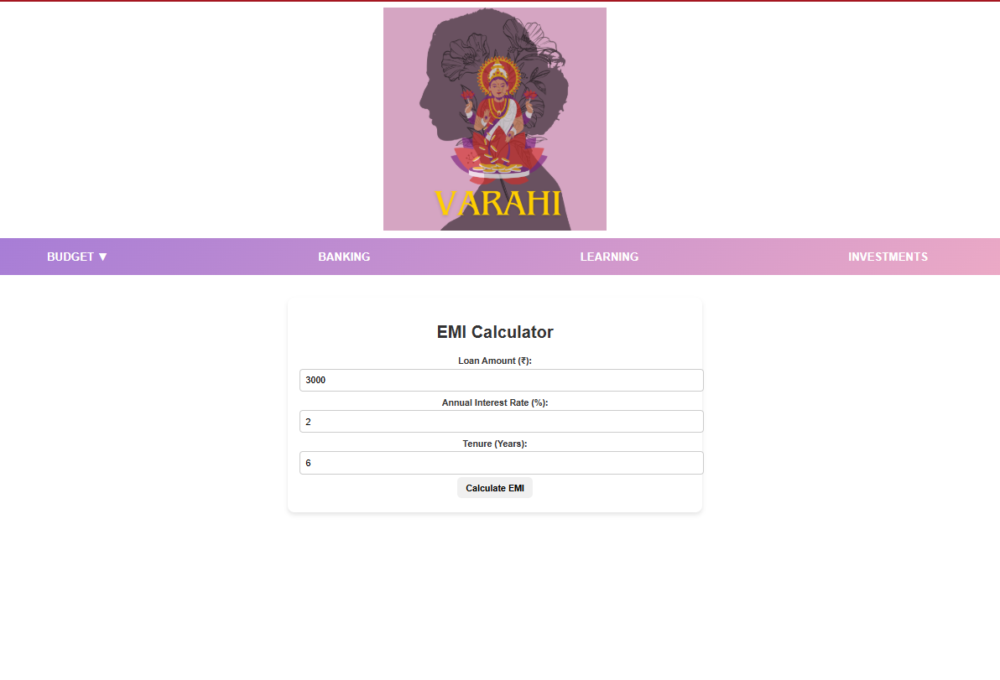 VARAHI
BUDGET ▼ BANKING LEARNING INVESTMENTS
EMI Calculator
Loan Amount (₹):
3000
Annual Interest Rate (%):
2
Tenure (Years):
6
Calculate EMI